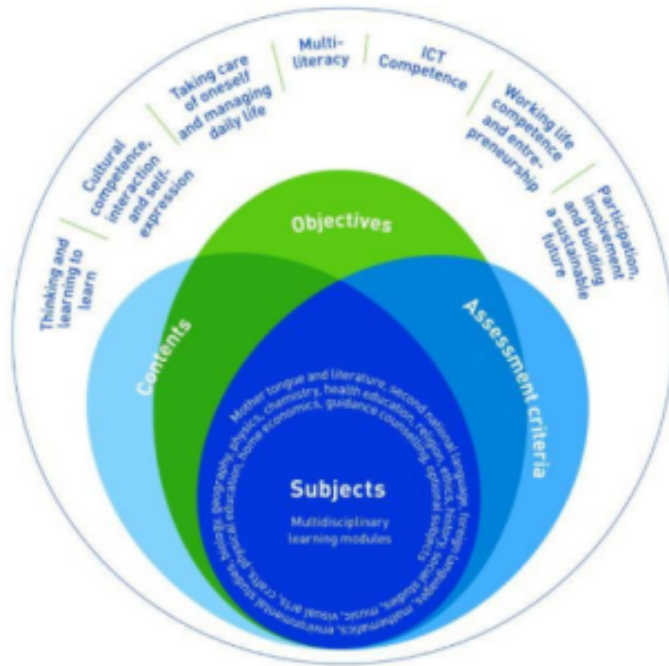 Thinking and
learning to
learn
Cultural
competence,
interaction
and self-
expression
Taking care
of oneself
and managing
daily life
Multi-
literacy
ICT
Competence
Working life
competence
and entre-
preneurship
Participation,
involvement
and building
a sustainable
future
Objectives
Contents
Assessment criteria
Mother tongue and literature, second national language, foreign languages, mathematics, environmental studies, biology, geography, physics, chemistry, health education, religion, ethics, history, social studies, music, visual arts, crafts, physical education, home economics, guidance counselling, optional subjects
Subjects
Multidisciplinary
learning modules